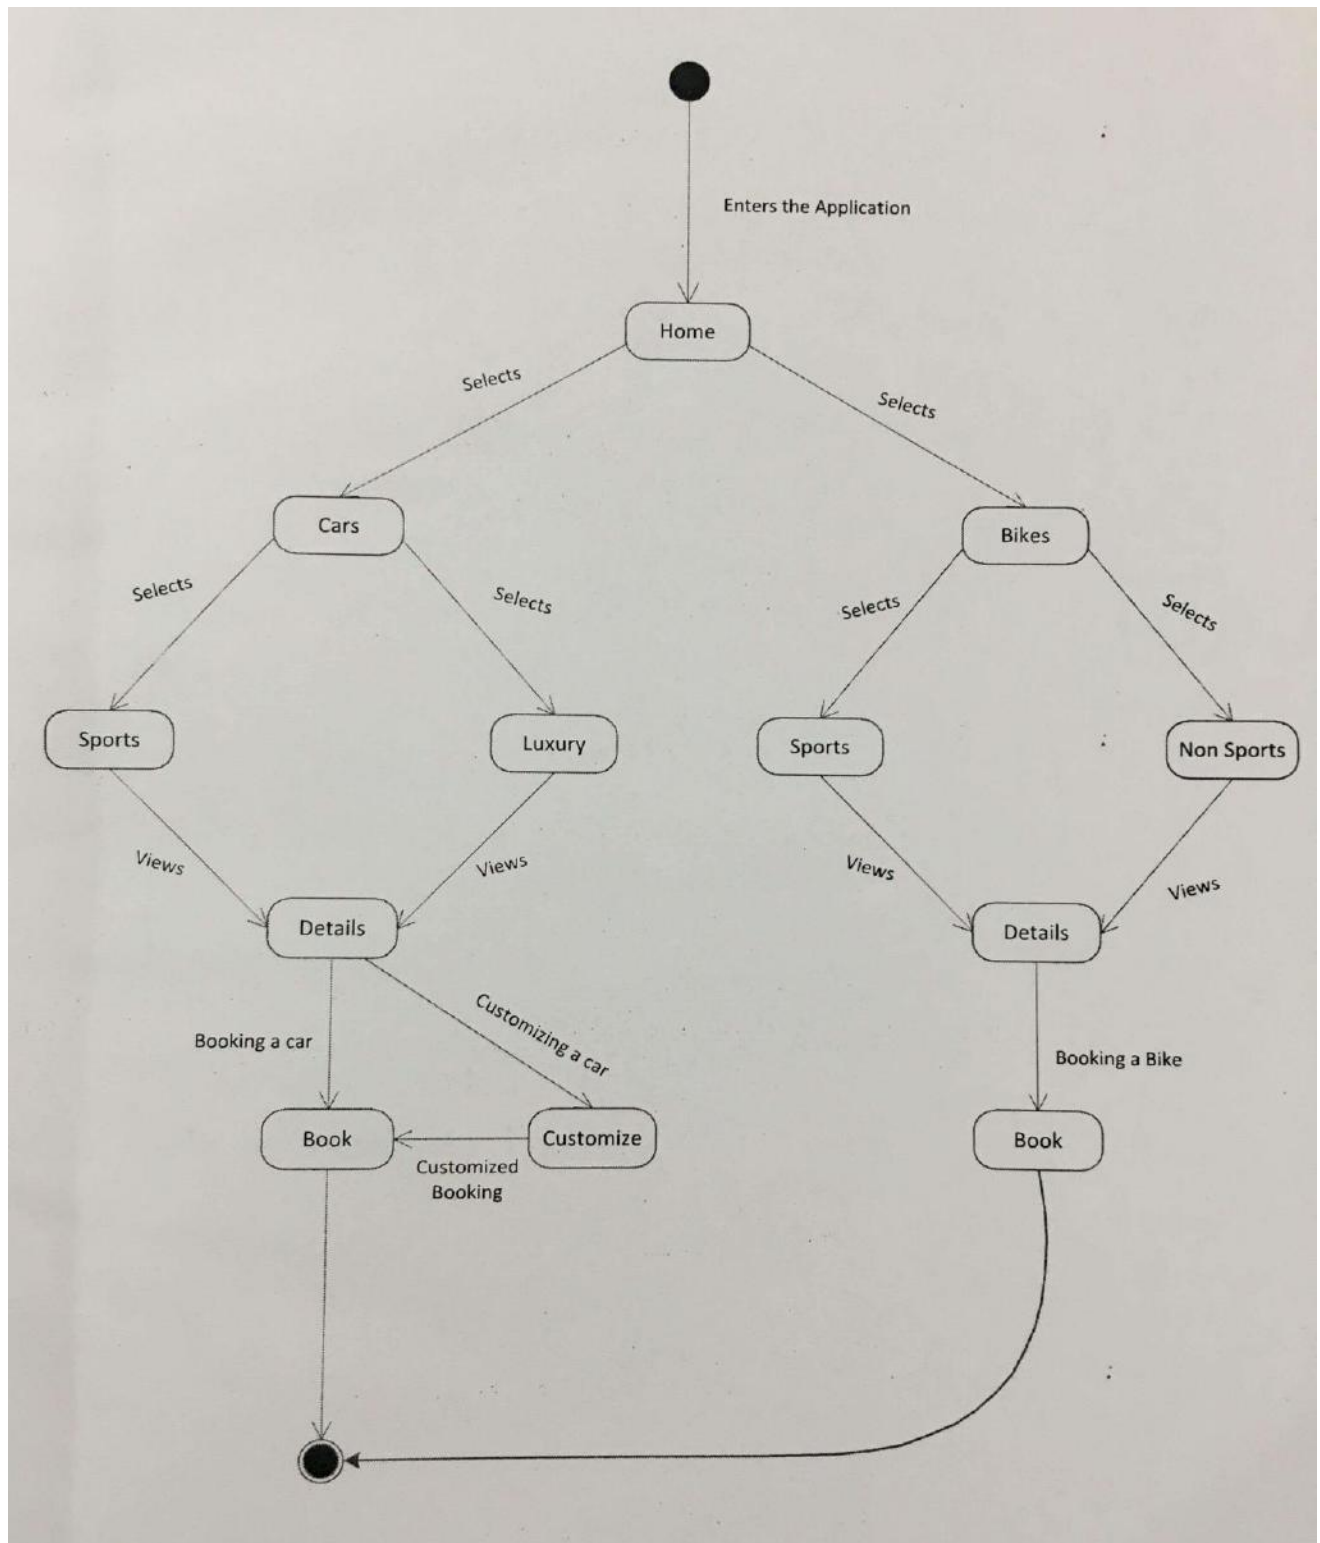 Enters the Application
Home
Selects
Selects
Cars
Bikes
Selects
Selects
Selects
Selects
Sports
Luxury
Sports
Non Sports
Views
Views
Views
Views
Details
Details
Booking a car
Customizing a car
Booking a Bike
Book
Customize
Book
Customized
Booking